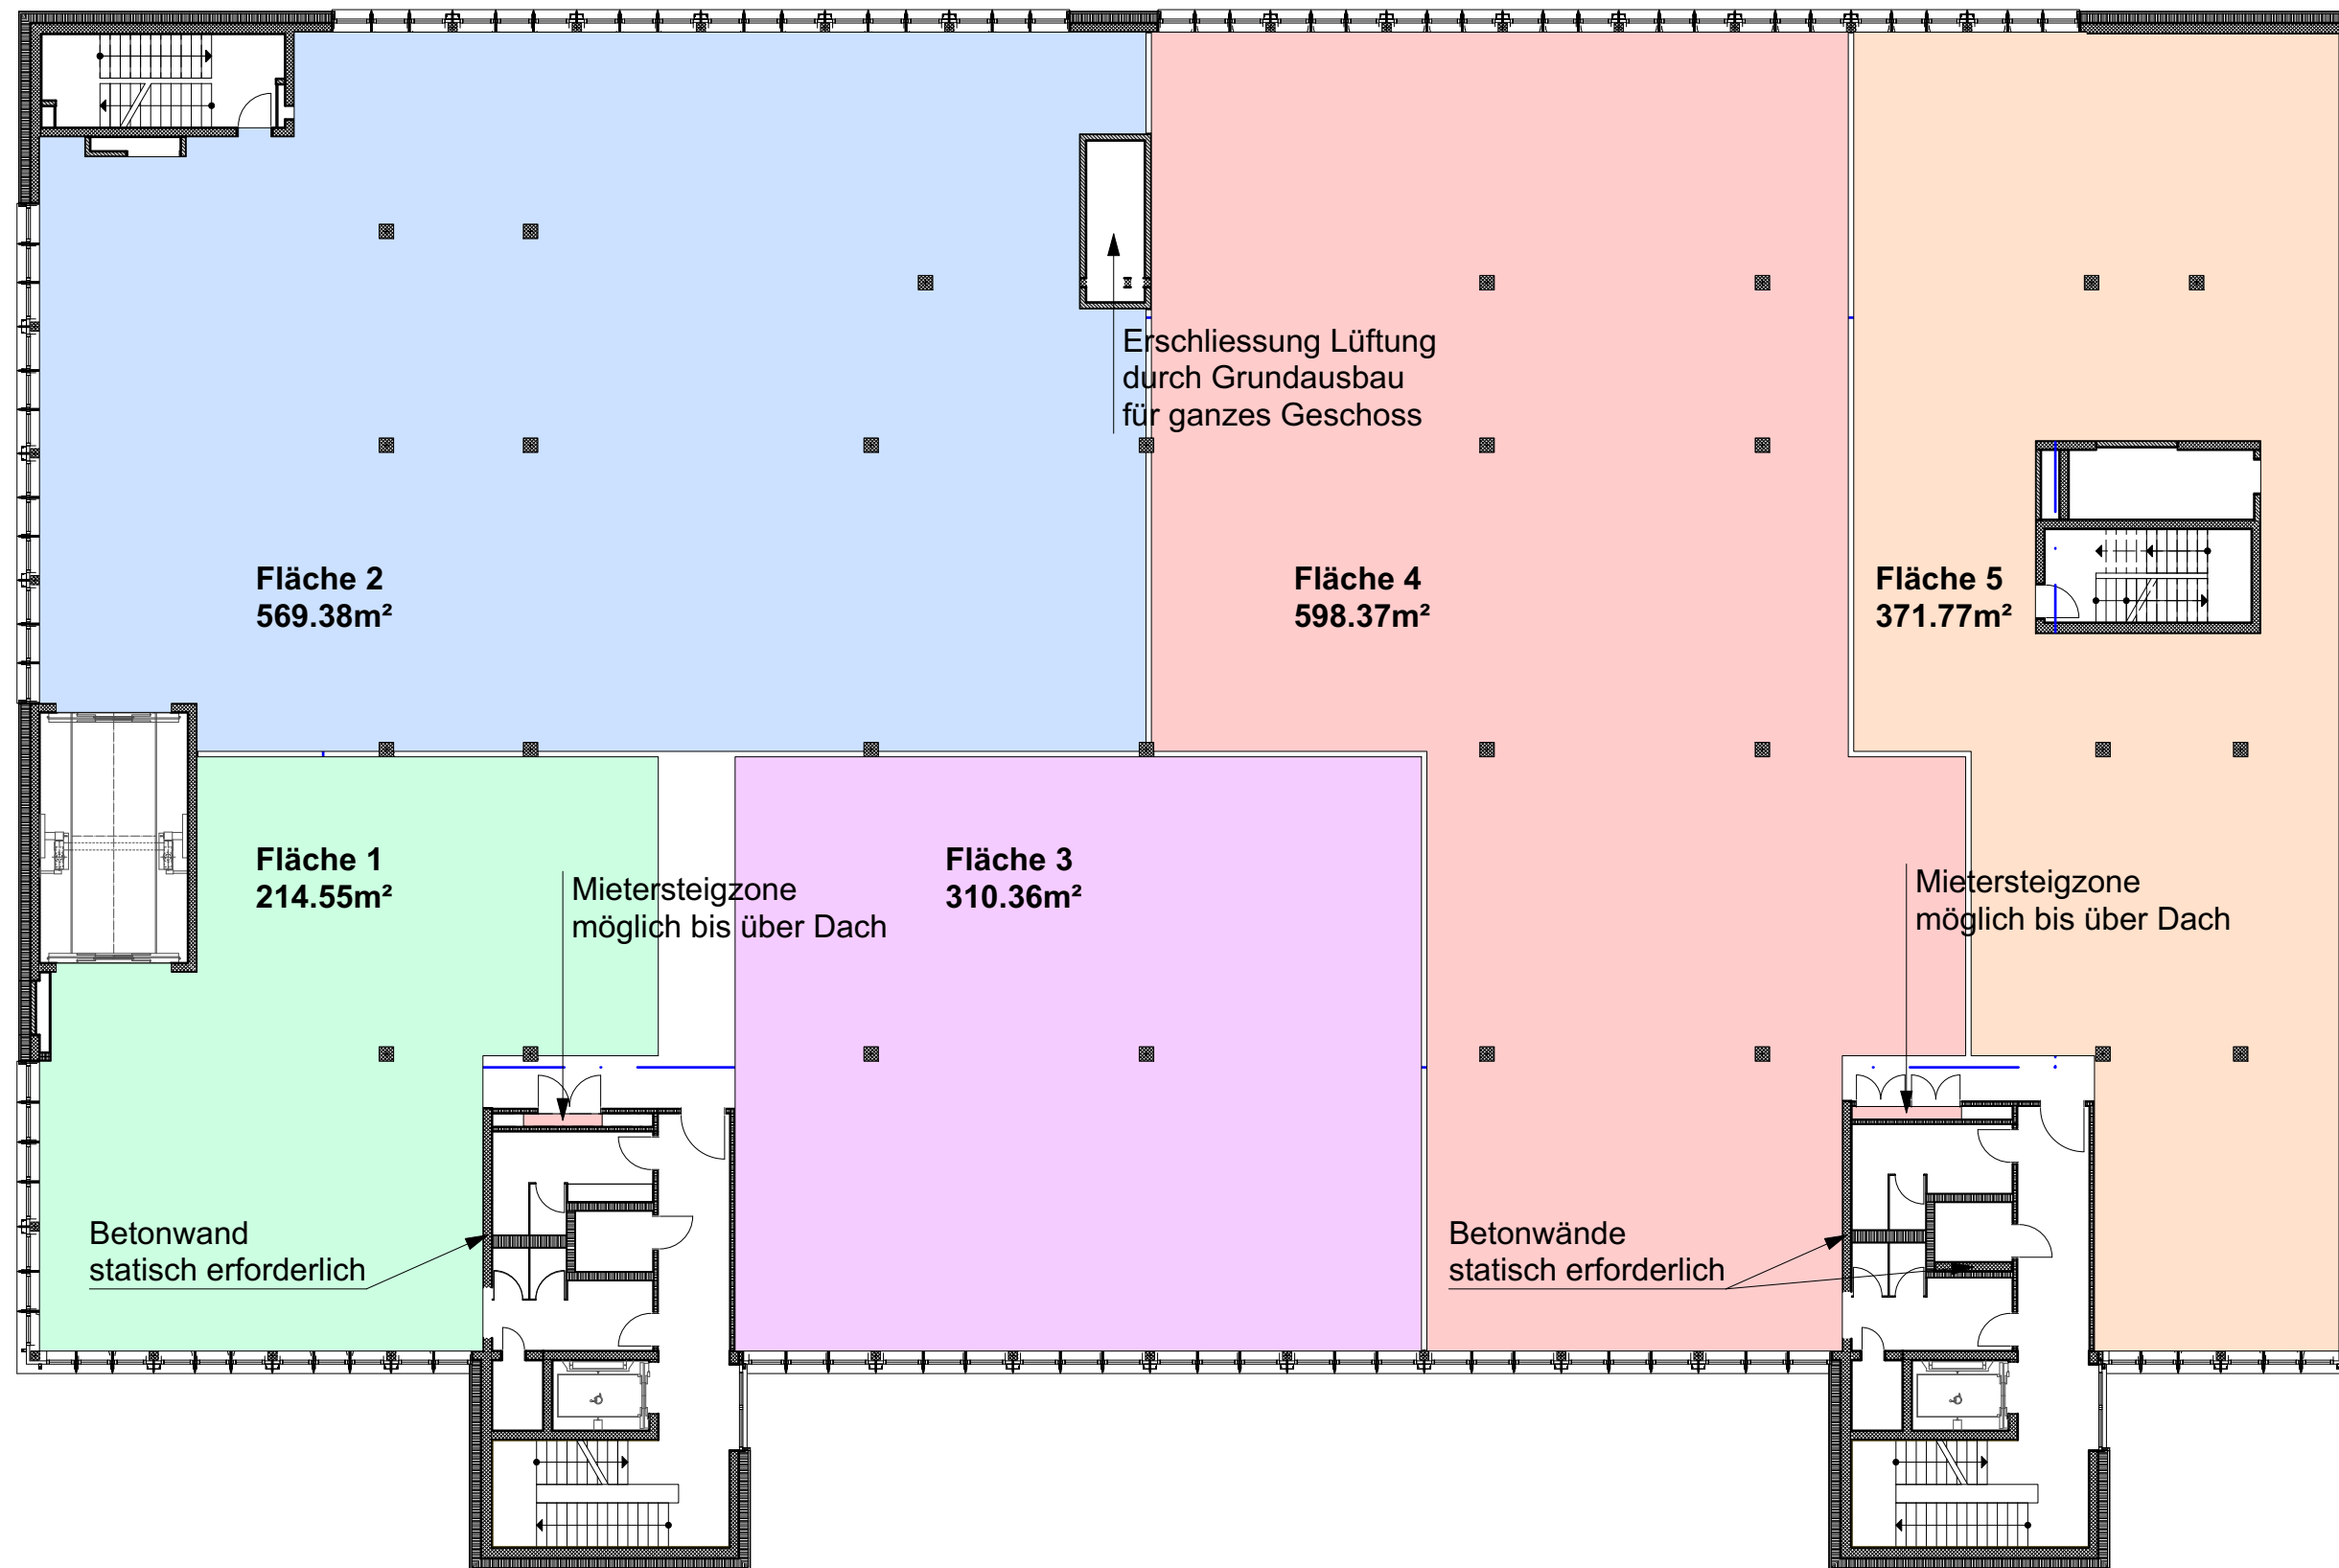 Erschliessung Lüftung
durch Grundausbau
für ganzes Geschoss
Fläche 2
569.38m²
Fläche 4
598.37m²
Fläche 5
371.77m²
Fläche 1
214.55m²
Mietersteigzone
möglich bis über Dach
Fläche 3
310.36m²
Mietersteigzone
möglich bis über Dach
Betonwand
statisch erforderlich
Betonwände
statisch erforderlich